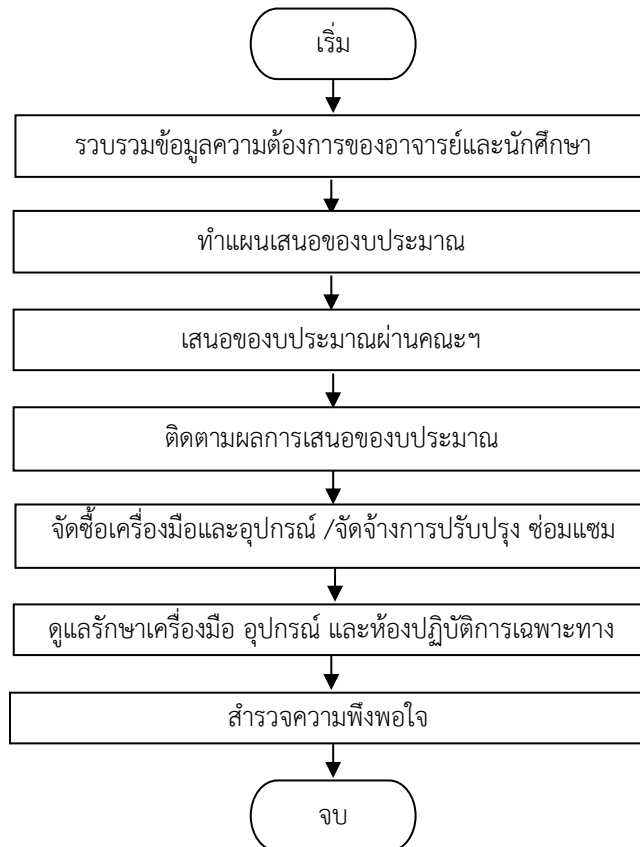 เริ่ม
รวบรวมข้อมูลความต้องการของอาจารย์และนักศึกษา
ทำแผนเสนอของบประมาณ
เสนอของบประมาณผ่านคณะฯ
ติดตามผลการเสนอของบประมาณ
จัดซื้อเครื่องมือและอุปกรณ์ /จัดจ้างการปรับปรุง ซ่อมแซม
ดูแลรักษาเครื่องมือ อุปกรณ์ และห้องปฏิบัติการเฉพาะทาง
สำรวจความพึงพอใจ
จบ